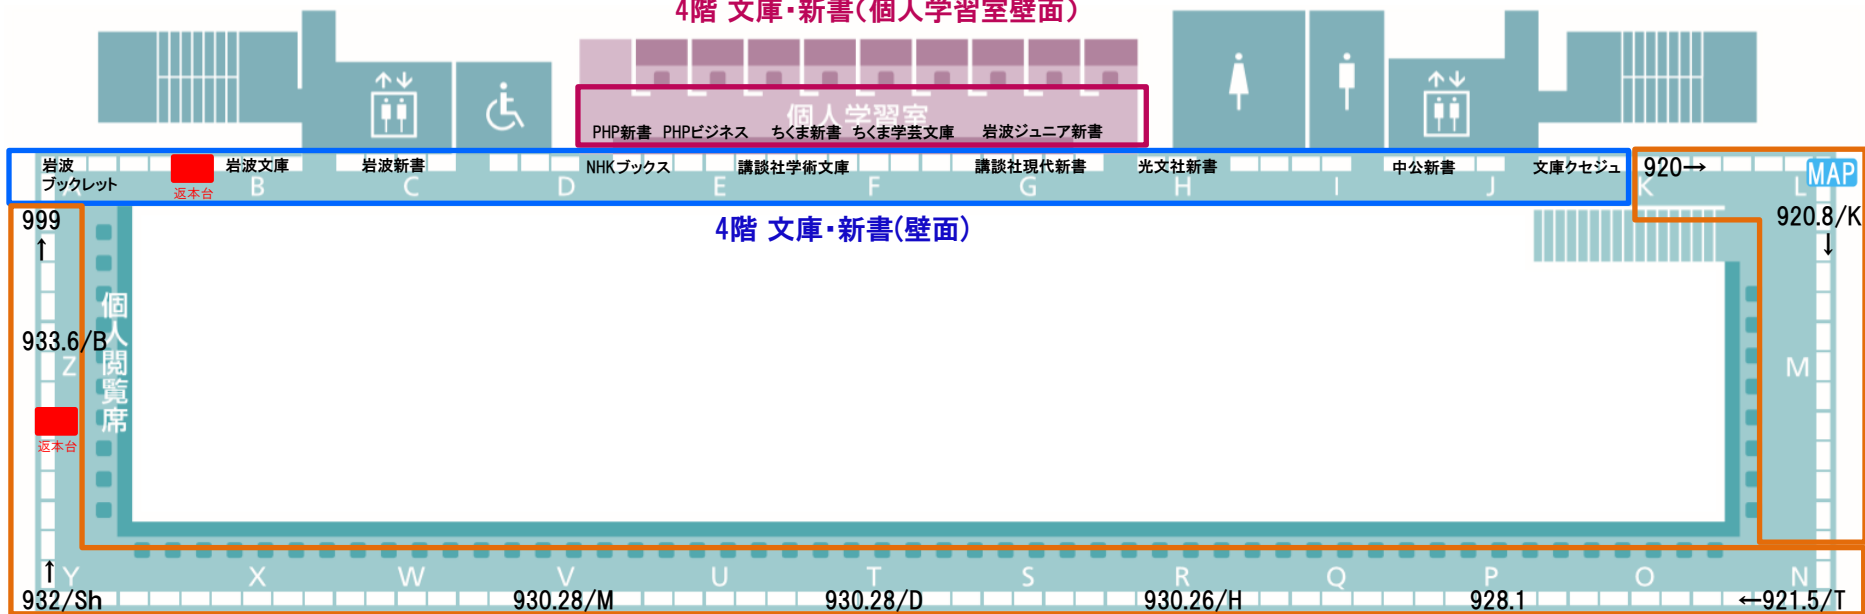 4階 文庫・新書(個人学習室壁面)
個人学習室
PHP新書 PHPビジネス ちくま新書 ちくま学芸文庫 岩波ジュニア新書
岩波
ブックレット
返本台
岩波文庫
岩波新書
NHKブックス
講談社学術文庫
講談社現代新書
光文社新書
中公新書
文庫クセジュ
920→
MAP
A B C D E F G H I J K L
4階 文庫・新書(壁面)
999
↑
920.8/K
↓
個人閲覧席
933.6/B
Z
M
返本台
↑
Y X W V U T S R Q P O N
932/Sh
930.28/M
930.28/D
930.26/H
928.1
←921.5/T